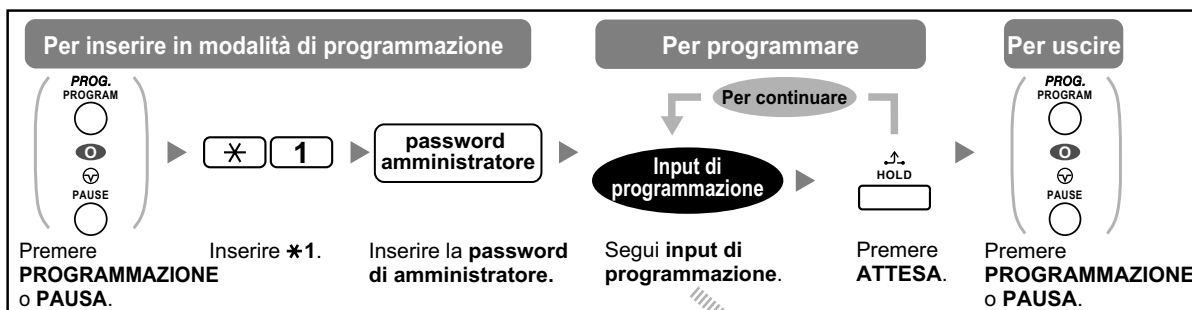 Per inserire in modalità di programmazione
Per programmare
Per uscire
PROG.
PROGRAM
O
PAUSE
✳ 1
password
amministratore
Per continuare
Input di
programmazione
HOLD
PROG.
PROGRAM
O
PAUSE
Premere
PROGRAMMAZIONE
o PAUSA.
Inserire ✳1.
Inserire la password
di amministratore.
Segui input di
programmazione.
Premere
ATTESA.
Premere
PROGRAMMAZIONE
o PAUSA.